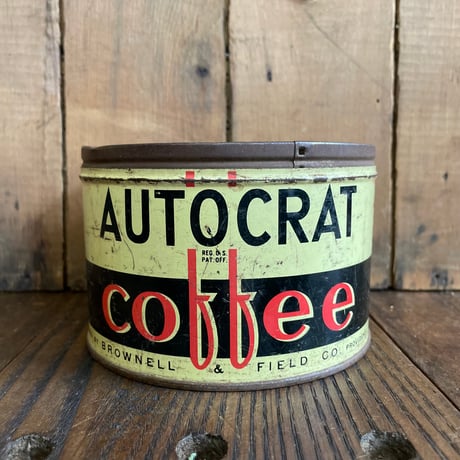 AUTOCRAT
REG. U.S.
PAT. OFF.
coffee
BROWNELL & FIELD CO.